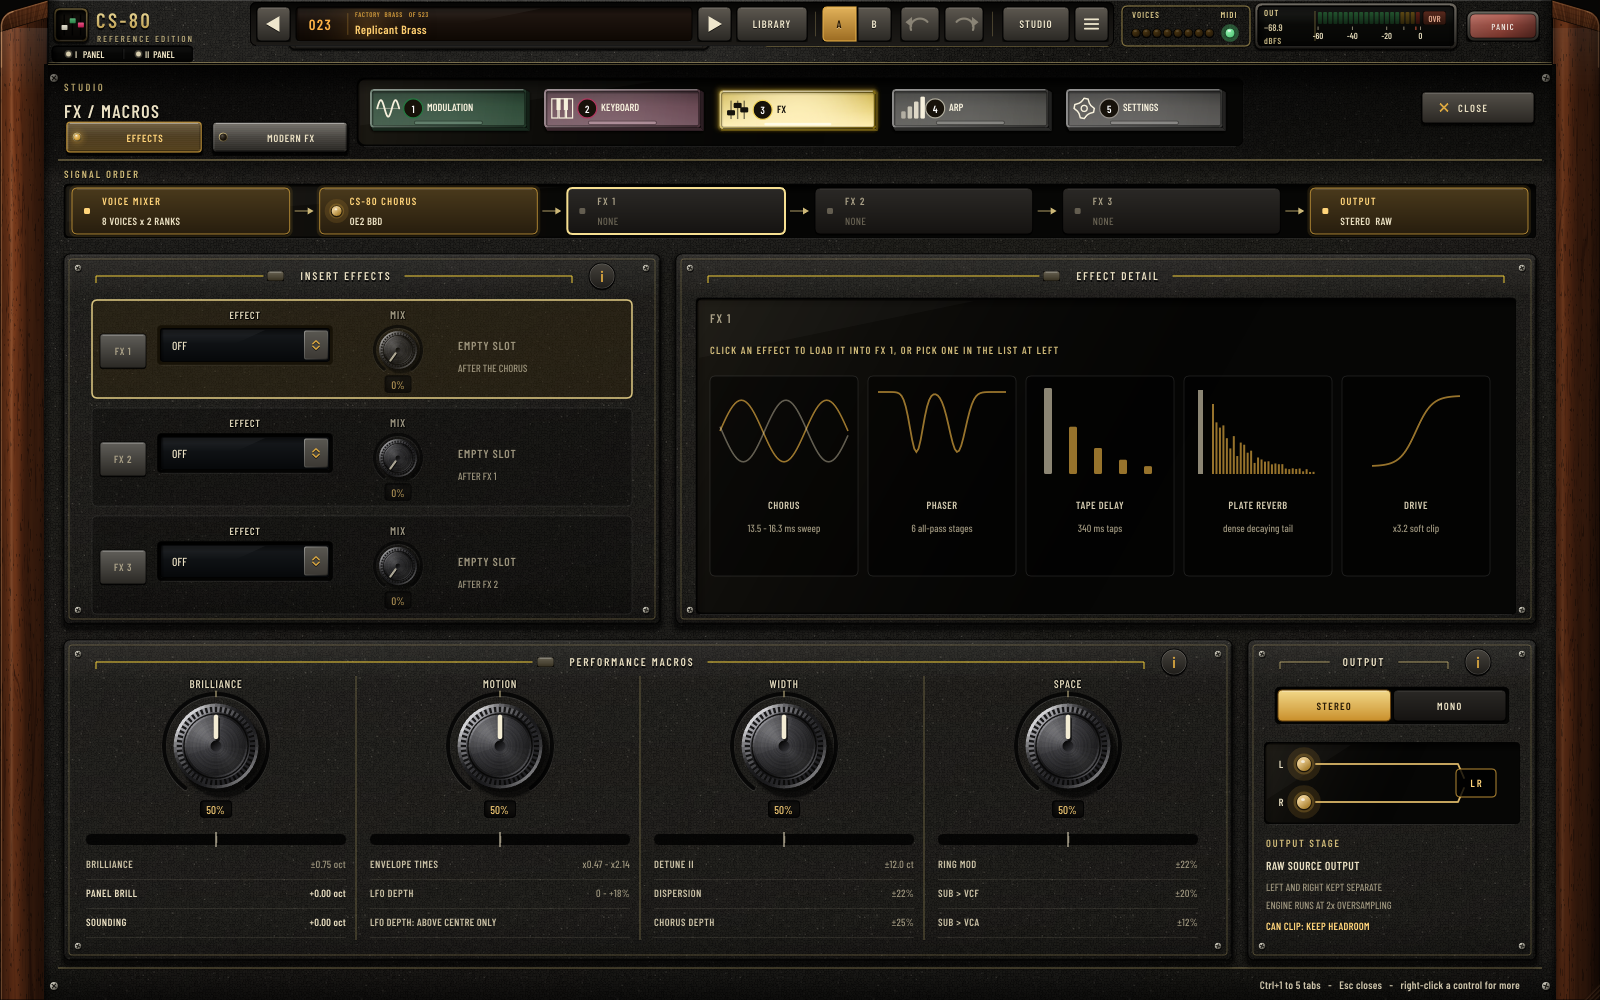 CS-80
REFERENCE EDITION
I PANEL
II PANEL
023
FACTORY BRASS OF 523
Replicant Brass
LIBRARY
A
B
STUDIO
VOICES
MIDI
OUT
-68.9
dBFS
OVR
-60 -40 -20 0
PANIC
STUDIO
FX / MACROS
EFFECTS
MODERN FX
1 MODULATION
2 KEYBOARD
3 FX
4 ARP
5 SETTINGS
CLOSE
SIGNAL ORDER
VOICE MIXER
8 VOICES x 2 RANKS
CS-80 CHORUS
OE2 BBD
FX 1
NONE
FX 2
NONE
FX 3
NONE
OUTPUT
STEREO RAW
INSERT EFFECTS
i
EFFECT
MIX
FX 1
OFF
0%
EMPTY SLOT
AFTER THE CHORUS
EFFECT
MIX
FX 2
OFF
0%
EMPTY SLOT
AFTER FX 1
EFFECT
MIX
FX 3
OFF
0%
EMPTY SLOT
AFTER FX 2
EFFECT DETAIL
FX 1
CLICK AN EFFECT TO LOAD IT INTO FX 1, OR PICK ONE IN THE LIST AT LEFT
CHORUS
13.5 - 16.3 ms sweep
PHASER
6 all-pass stages
TAPE DELAY
340 ms taps
PLATE REVERB
dense decaying tail
DRIVE
x3.2 soft clip
PERFORMANCE MACROS
i
BRILLIANCE
50%
BRILLIANCE ±0.75 oct
PANEL BRILL +0.00 oct
SOUNDING +0.00 oct
MOTION
50%
ENVELOPE TIMES x0.47 - x2.14
LFO DEPTH 0 - +18%
LFO DEPTH: ABOVE CENTRE ONLY
WIDTH
50%
DETUNE II ±12.0 ct
DISPERSION ±22%
CHORUS DEPTH ±25%
SPACE
50%
RING MOD ±22%
SUB > VCF ±20%
SUB > VCA ±12%
OUTPUT
i
STEREO
MONO
L
R
LR
OUTPUT STAGE
RAW SOURCE OUTPUT
LEFT AND RIGHT KEPT SEPARATE
ENGINE RUNS AT 2x OVERSAMPLING
CAN CLIP: KEEP HEADROOM
Ctrl+1 to 5 tabs - Esc closes - right-click a control for more